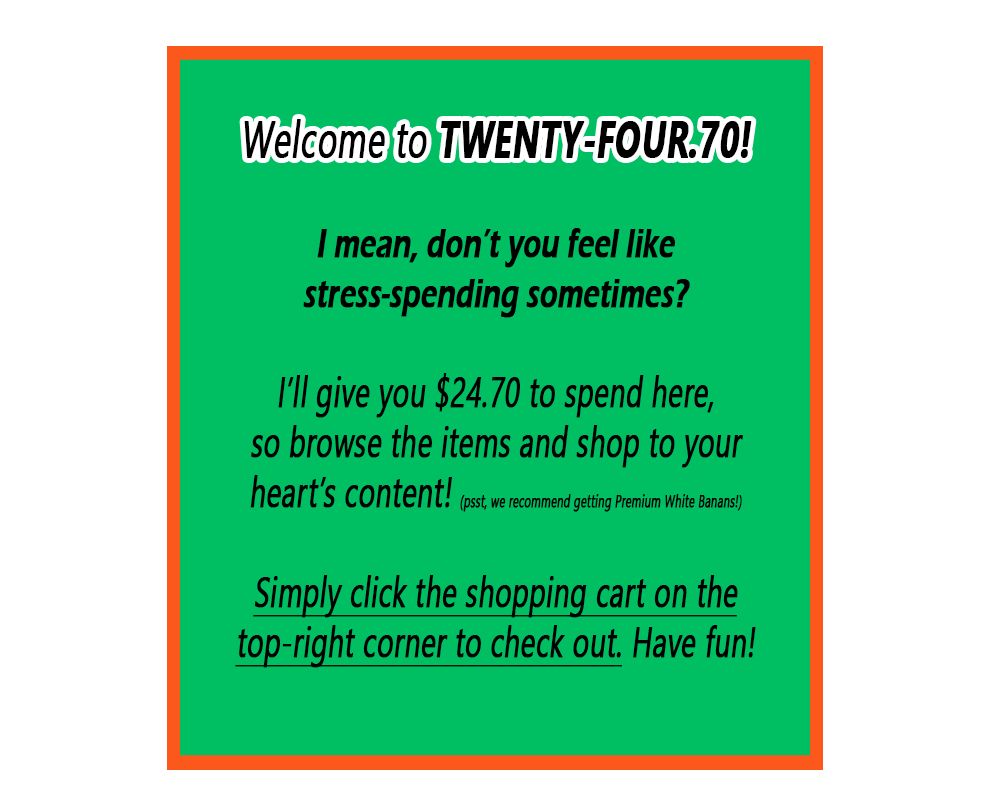 Welcome to TWENTY-FOUR.70!
I mean, don’t you feel like
stress-spending sometimes?
I’ll give you $24.70 to spend here,
so browse the items and shop to your
heart’s content! (psst, we recommend getting Premium White Banans!)
Simply click the shopping cart on the
top-right corner to check out. Have fun!